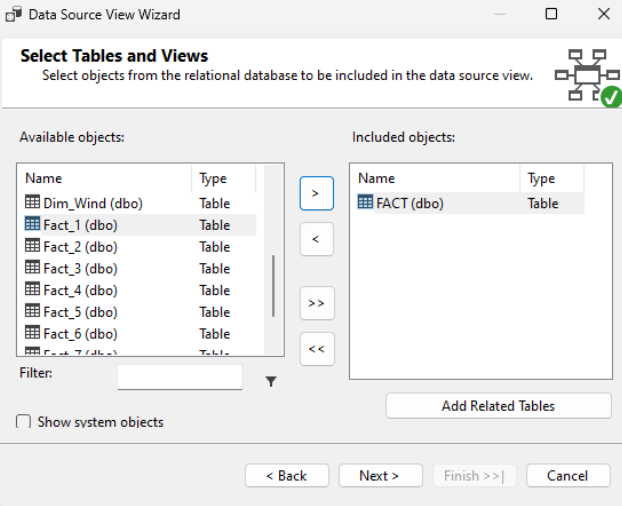 Data Source View Wizard
Select Tables and Views
Select objects from the relational database to be included in the data source view.
Available objects:
Name Type
Dim_Wind (dbo) Table
Fact_1 (dbo) Table
Fact_2 (dbo) Table
Fact_3 (dbo) Table
Fact_4 (dbo) Table
Fact_5 (dbo) Table
Fact_6 (dbo) Table
Fact_7 (dbo) Table
Filter:
Show system objects
>
<
>>
<<
Included objects:
Name Type
FACT (dbo) Table
Add Related Tables
< Back Next > Finish >>| Cancel